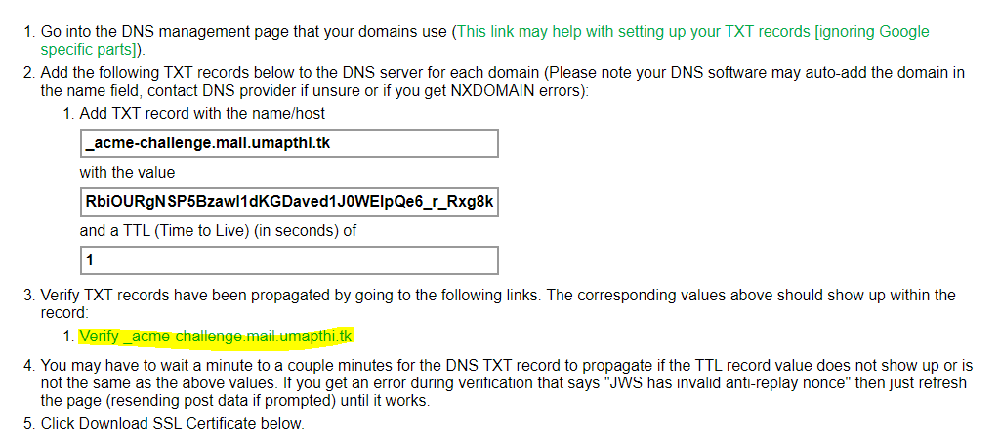 1. Go into the DNS management page that your domains use (This link may help with setting up your TXT records [ignoring Google
specific parts]).
2. Add the following TXT records below to the DNS server for each domain (Please note your DNS software may auto-add the domain in
the name field, contact DNS provider if unsure or if you get NXDOMAIN errors):
1. Add TXT record with the name/host
_acme-challenge.mail.umapthi.tk
with the value
RbiOURgNSP5Bzawl1dKGDaved1J0WElpQe6_r_Rxg8k
and a TTL (Time to Live) (in seconds) of
1
3. Verify TXT records have been propagated by going to the following links. The corresponding values above should show up within the
record:
1. Verify _acme-challenge.mail.umapthi.tk
4. You may have to wait a minute to a couple minutes for the DNS TXT record to propagate if the TTL record value does not show up or is
not the same as the above values. If you get an error during verification that says "JWS has invalid anti-replay nonce" then just refresh
the page (resending post data if prompted) until it works.
5. Click Download SSL Certificate below.